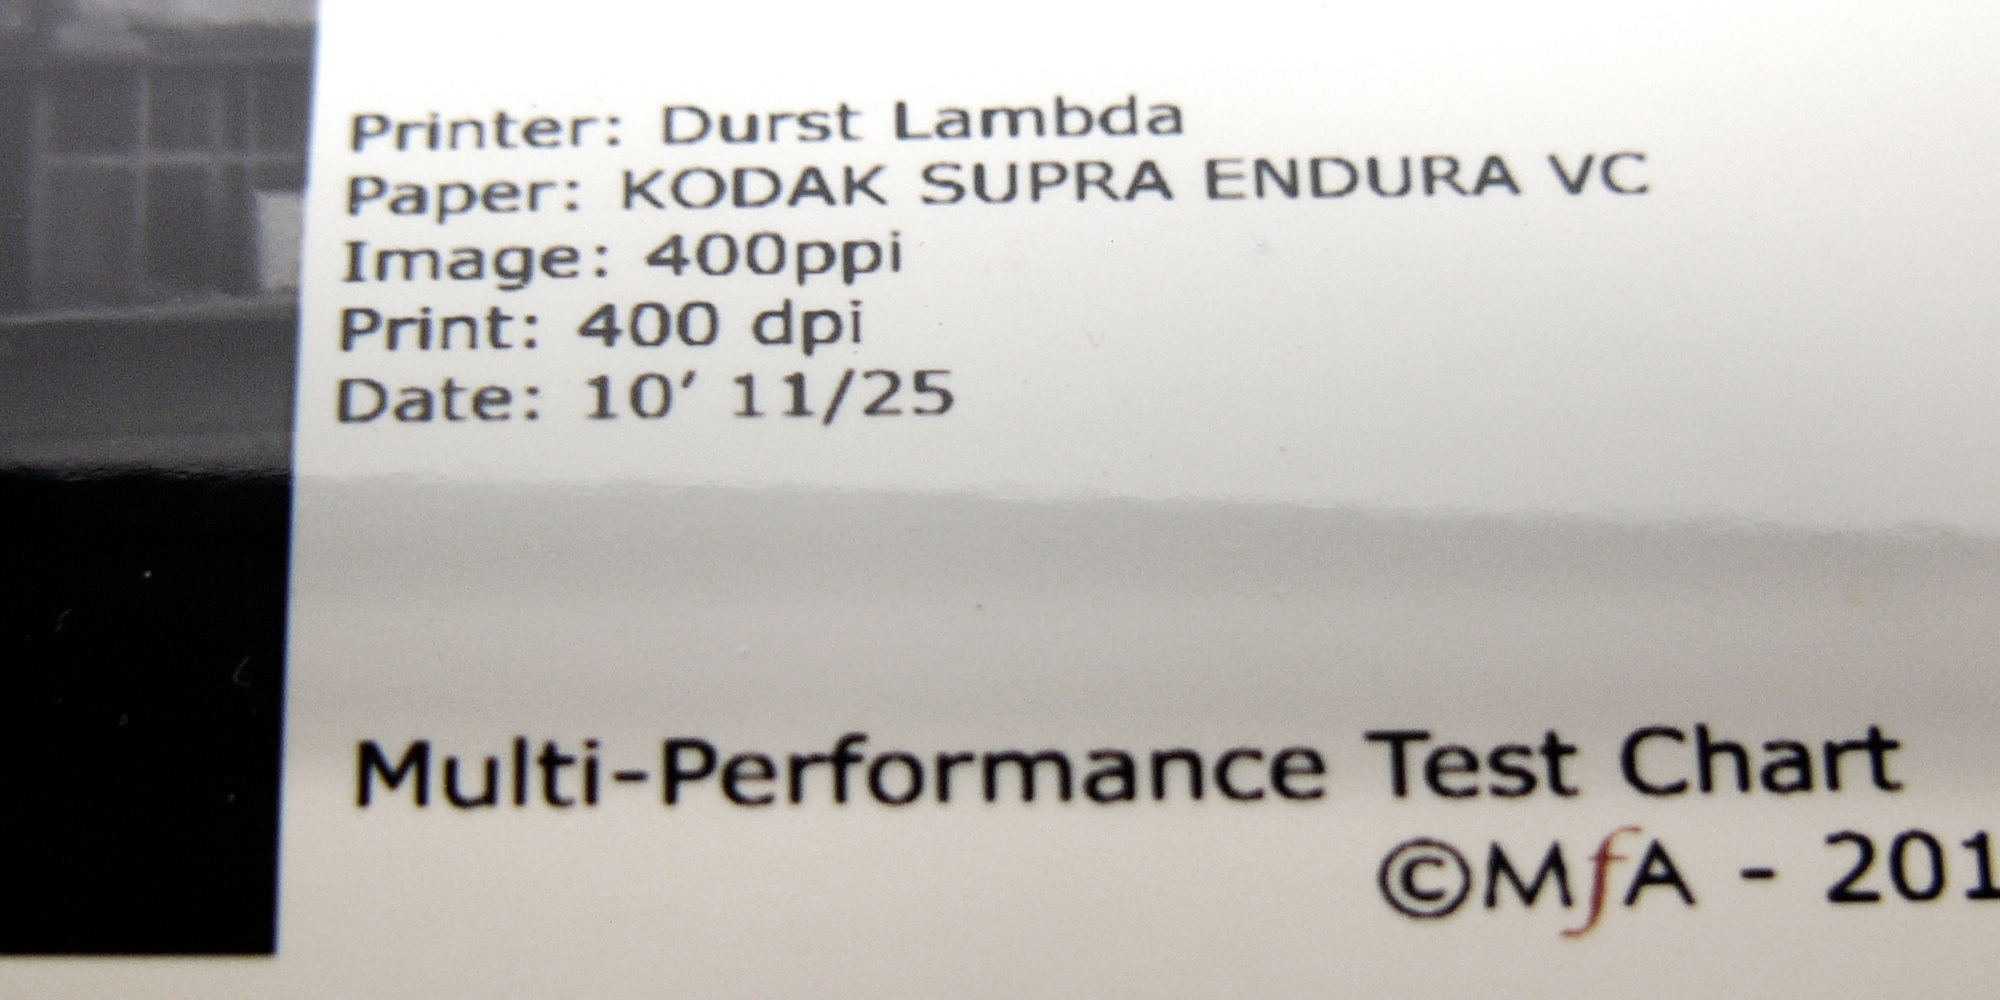 Printer: Durst Lambda
Paper: KODAK SUPRA ENDURA VC
Image: 400ppi
Print: 400 dpi
Date: 10’ 11/25
Multi-Performance Test Chart
©MfA - 201